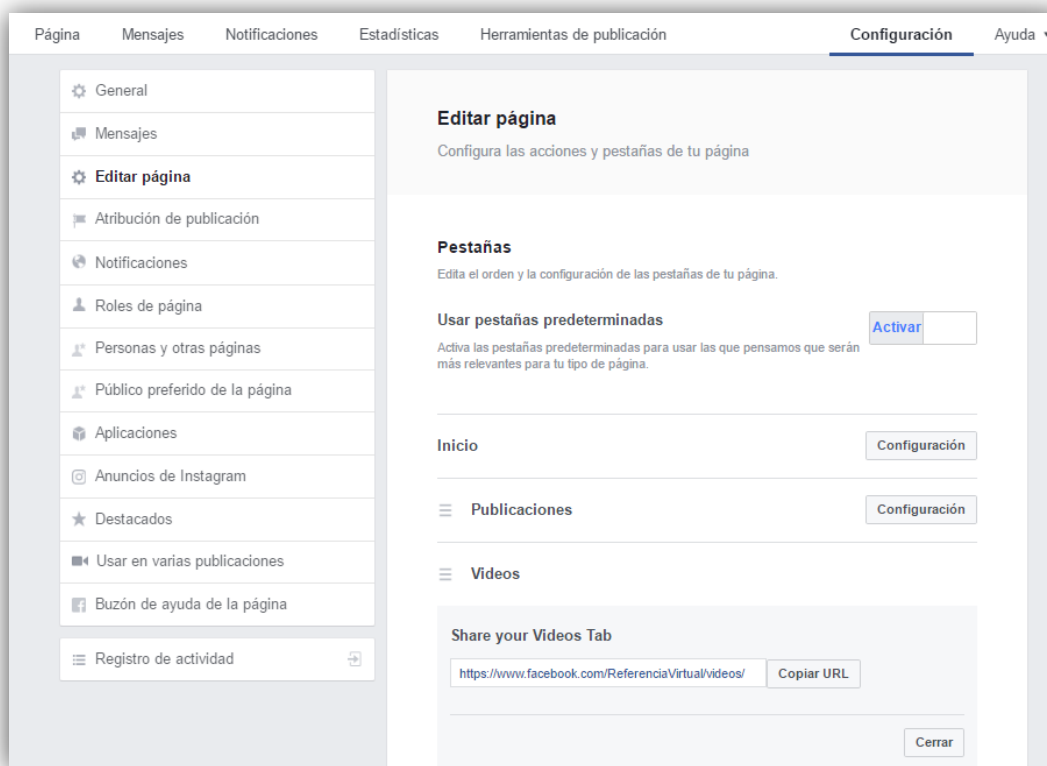 Página Mensajes Notificaciones Estadísticas Herramientas de publicación Configuración Ayuda
General
Mensajes
Editar página
Atribución de publicación
Notificaciones
Roles de página
Personas y otras páginas
Público preferido de la página
Aplicaciones
Anuncios de Instagram
Destacados
Usar en varias publicaciones
Buzón de ayuda de la página
Registro de actividad
Editar página
Configura las acciones y pestañas de tu página
Pestañas
Edita el orden y la configuración de las pestañas de tu página.
Usar pestañas predeterminadas
Activar
Activa las pestañas predeterminadas para usar las que pensamos que serán
más relevantes para tu tipo de página.
Inicio Configuración
Publicaciones Configuración
Videos
Share your Videos Tab
https://www.facebook.com/ReferenciaVirtual/videos/ Copiar URL
Cerrar